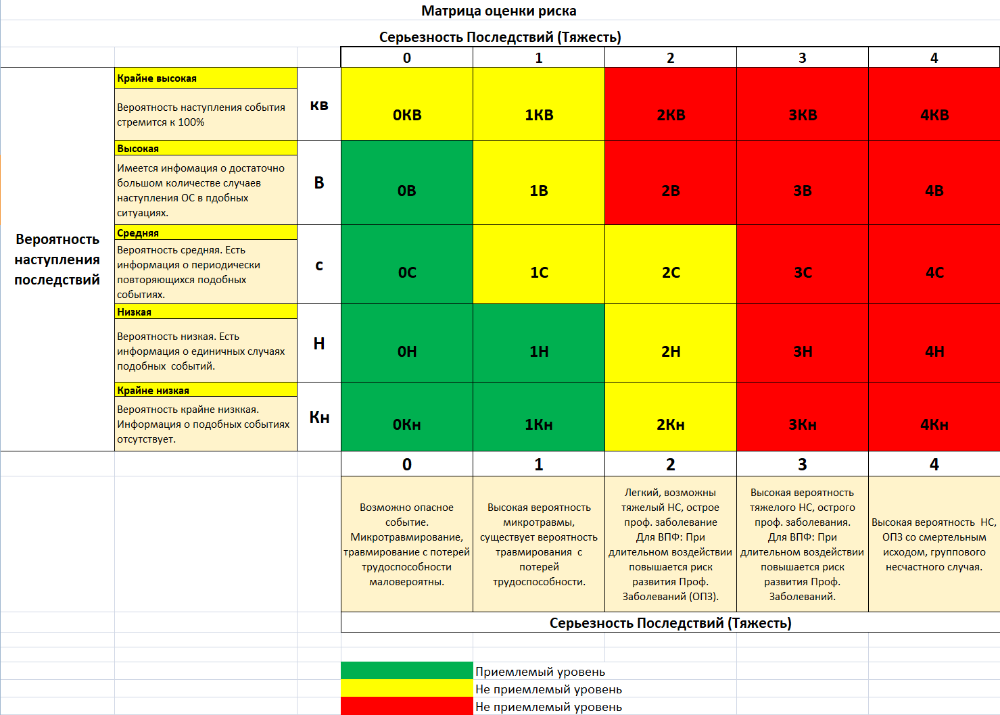 Матрица оценки риска
Серьезность Последствий (Тяжесть)
0 1 2 3 4
Вероятность
наступления
последствий
Крайне высокая
Вероятность наступления события
стремится к 100%
кв
0КВ 1КВ 2КВ 3КВ 4КВ
Высокая
Имеется инфомация о достаточно
большом количестве случаев
наступления ОС в пдобных
ситуациях.
В
0В 1В 2В 3В 4В
Средняя
Вероятность средняя. Есть
информация о периодически
повторяющихся подобных
событиях.
с
0С 1С 2С 3С 4С
Низкая
Вероятность низкая. Есть
информация о единичных случаях
подобных событий.
Н
0Н 1Н 2Н 3Н 4Н
Крайне низкая
Вероятность крайне низккая.
Информация о подобных событиях
отсутствует.
Кн
0Кн 1Кн 2Кн 3Кн 4Кн
0 1 2 3 4
Возможно опасное
событие.
Микротравмирование,
травмирование с потерей
трудоспособности
маловероятны.
Высокая вероятность
микротравмы,
существует вероятность
травмирования с
потерей
трудоспособности.
Легкий, возможны
тяжелый НС, острое
проф. заболевание
Для ВПФ: При
длительном воздействии
повышается риск
развития Проф.
Заболеваний (ОПЗ).
Высокая вероятность
тяжелого НС, острого
проф. заболевания.
Для ВПФ: При
длительном воздействии
повышается риск
развития Проф.
Заболеваний.
Высокая вероятность НС,
ОПЗ со смертельным
исходом, группового
несчастного случая.
Серьезность Последствий (Тяжесть)
Приемлемый уровень
Не приемлемый уровень
Не приемлемый уровень